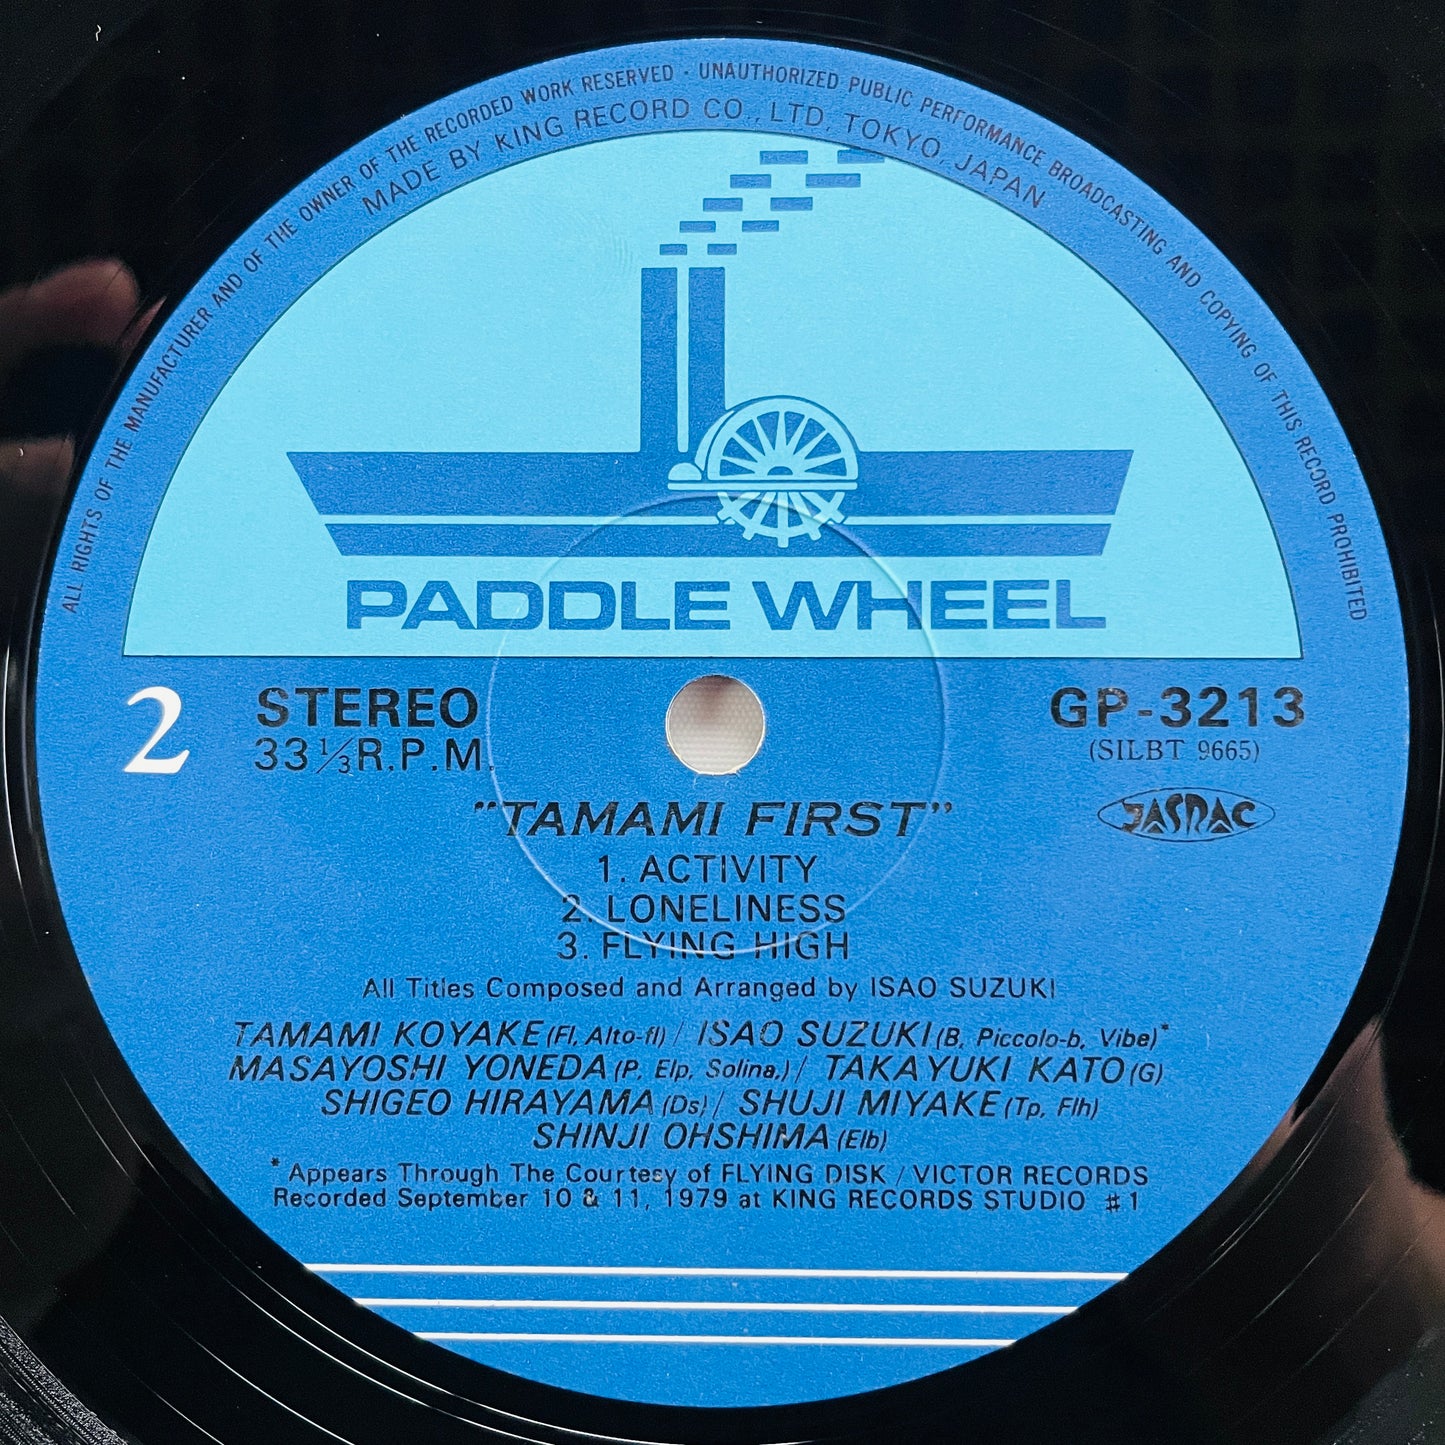 ALL RIGHTS OF THE MANUFACTURER AND OF THE OWNER OF THE RECORDED WORK RESERVED · UNAUTHORIZED PUBLIC PERFORMANCE BROADCASTING AND COPYING OF THIS RECORD PROHIBITED
MADE BY KING RECORD CO., LTD, TOKYO, JAPAN
PADDLE WHEEL
2
STEREO
33 1/3 R.P.M.
GP-3213
(SILBT 9665)
JASRAC
"TAMAMI FIRST"
1. ACTIVITY
2. LONELINESS
3. FLYING HIGH
All Titles Composed and Arranged by ISAO SUZUKI
TAMAMI KOYAKE (Fl, Alto-fl) / ISAO SUZUKI (B, Piccolo-b, Vibe)*
MASAYOSHI YONEDA (P, Elp, Solina,) / TAKAYUKI KATO (G)
SHIGEO HIRAYAMA (Ds) / SHUJI MIYAKE (Tp, Flh)
SHINJI OHSHIMA (Elb)
*Appears Through The Courtesy of FLYING DISK / VICTOR RECORDS
Recorded September 10 & 11, 1979 at KING RECORDS STUDIO #1